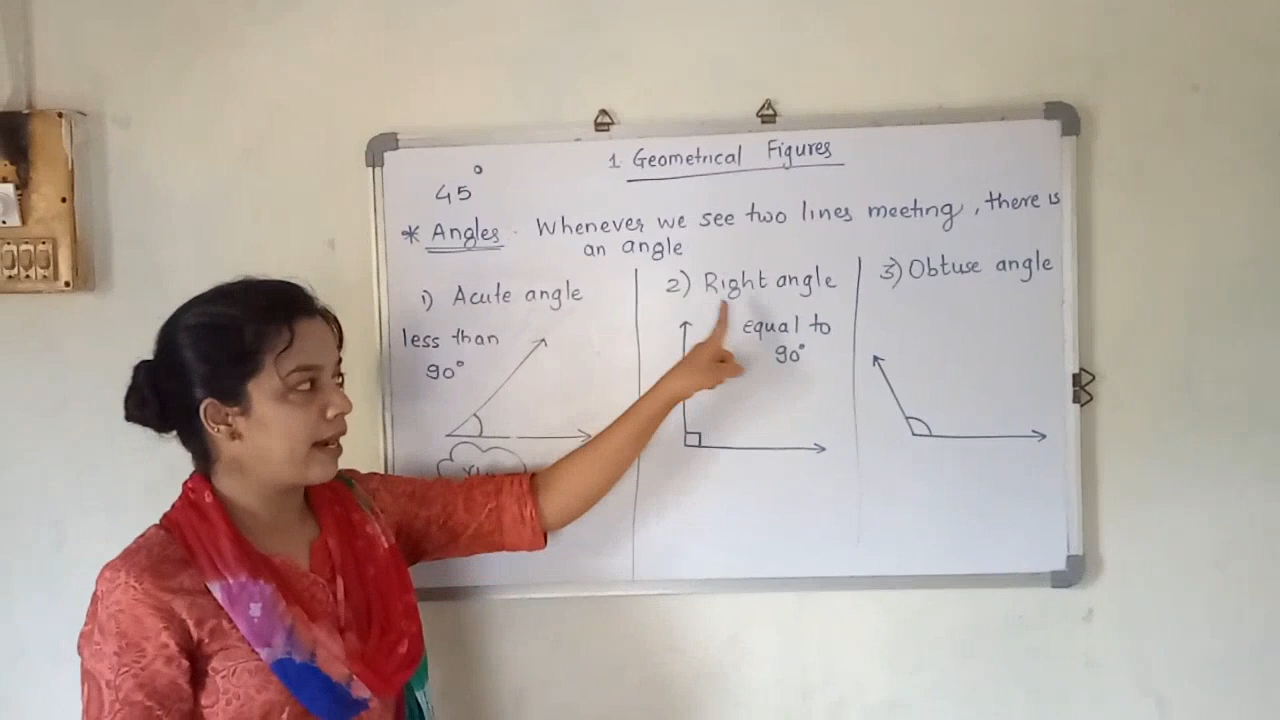 1. Geometrical Figures
45°
* Angles - Whenever we see two lines meeting, there is
an angle
1) Acute angle
less than
90°
2) Right angle
equal to
90°
3) Obtuse angle